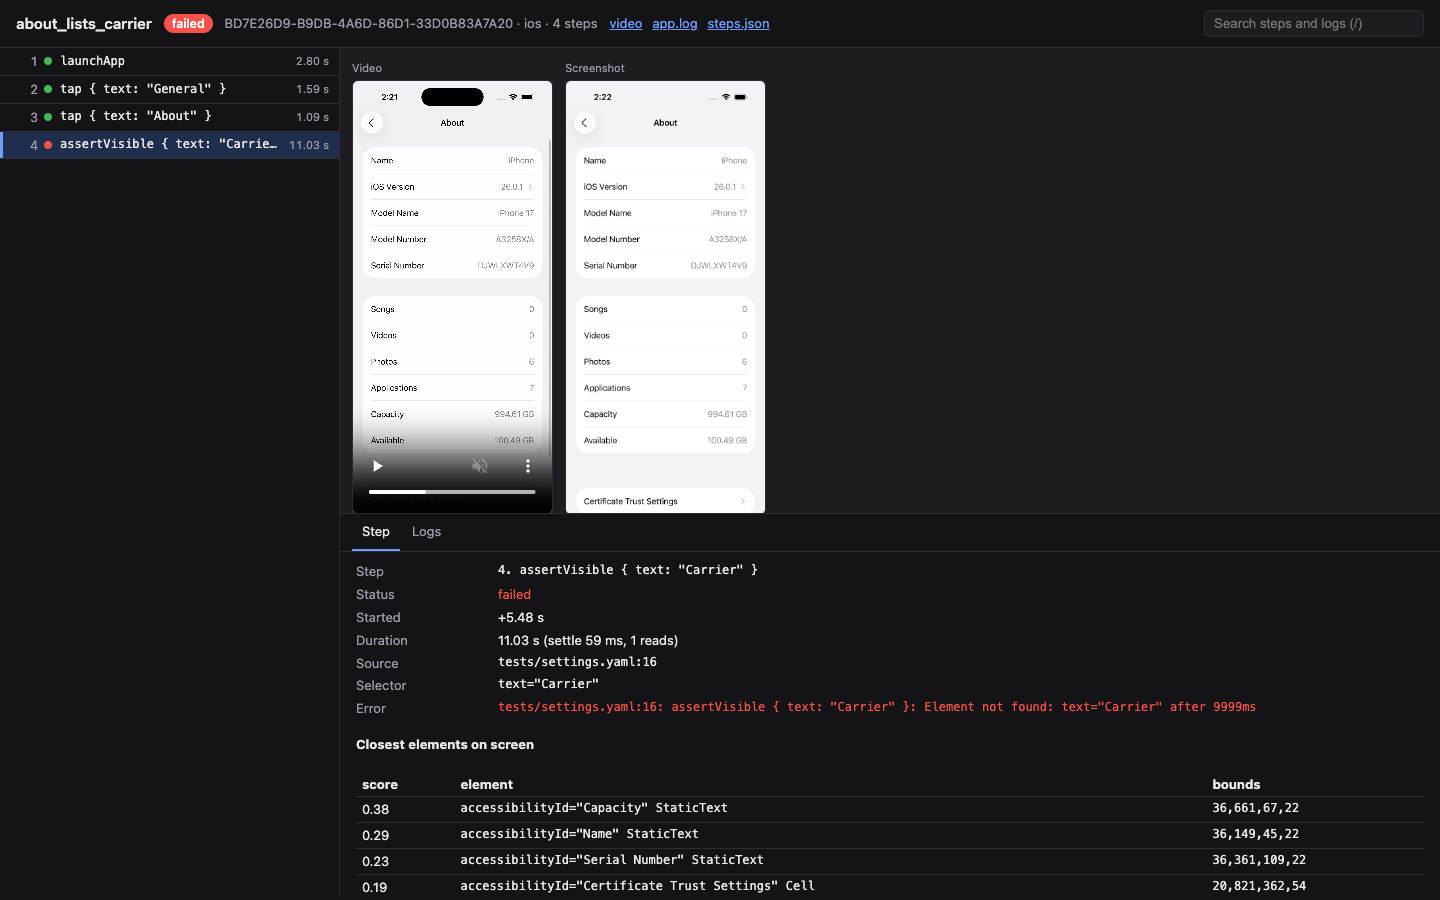 about_lists_carrier failed BD7E26D9-B9DB-4A6D-86D1-33D0B83A7A20 · ios · 4 steps video app.log steps.json Search steps and logs (/)
1 launchApp 2.80 s
2 tap { text: "General" } 1.59 s
3 tap { text: "About" } 1.09 s
4 assertVisible { text: "Carrie… 11.03 s
Video
2:21
About
Name iPhone
iOS Version 26.0.1
Model Name iPhone 17
Model Number A3258X/A
Serial Number DJWLXWT4V9
Songs 0
Videos 0
Photos 6
Applications 7
Capacity 994.61 GB
Available 100.49 GB
Screenshot
2:22
About
Name iPhone
iOS Version 26.0.1
Model Name iPhone 17
Model Number A3258X/A
Serial Number DJWLXWT4V9
Songs 0
Videos 0
Photos 6
Applications 7
Capacity 994.61 GB
Available 100.49 GB
Certificate Trust Settings
Step Logs
Step 4. assertVisible { text: "Carrier" }
Status failed
Started +5.48 s
Duration 11.03 s (settle 59 ms, 1 reads)
Source tests/settings.yaml:16
Selector text="Carrier"
Error tests/settings.yaml:16: assertVisible { text: "Carrier" }: Element not found: text="Carrier" after 9999ms
Closest elements on screen
score element bounds
0.38 accessibilityId="Capacity" StaticText 36,661,67,22
0.29 accessibilityId="Name" StaticText 36,149,45,22
0.23 accessibilityId="Serial Number" StaticText 36,361,109,22
0.19 accessibilityId="Certificate Trust Settings" Cell 20,821,362,54